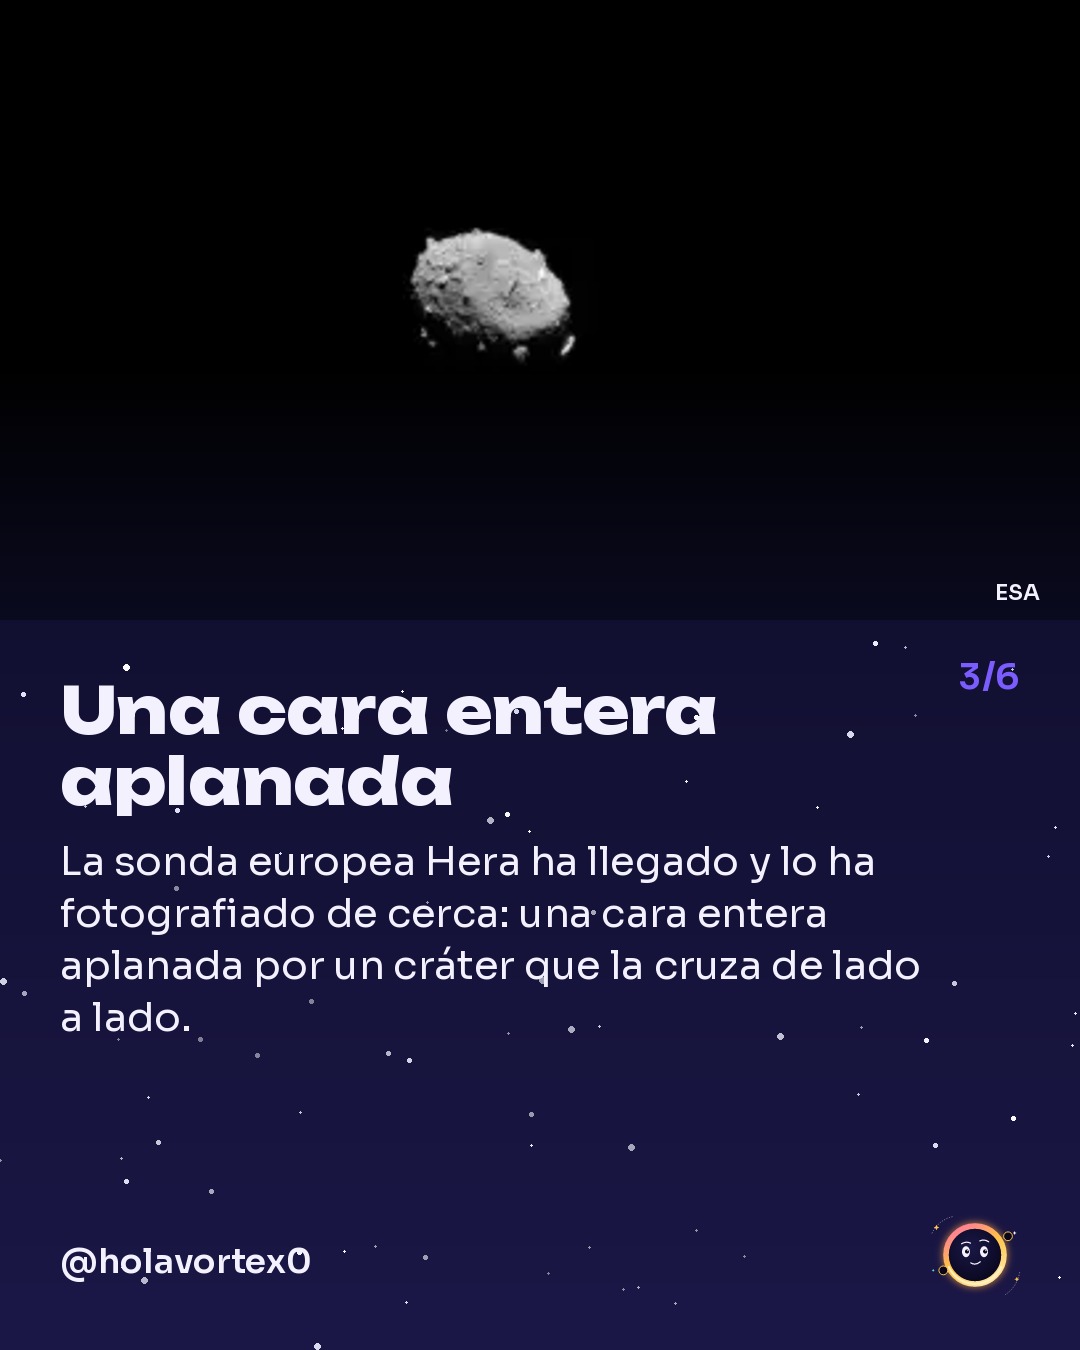 ESA
3/6
Una cara entera
aplanada
La sonda europea Hera ha llegado y lo ha
fotografiado de cerca: una cara entera
aplanada por un cráter que la cruza de lado
a lado.
@holavortex0